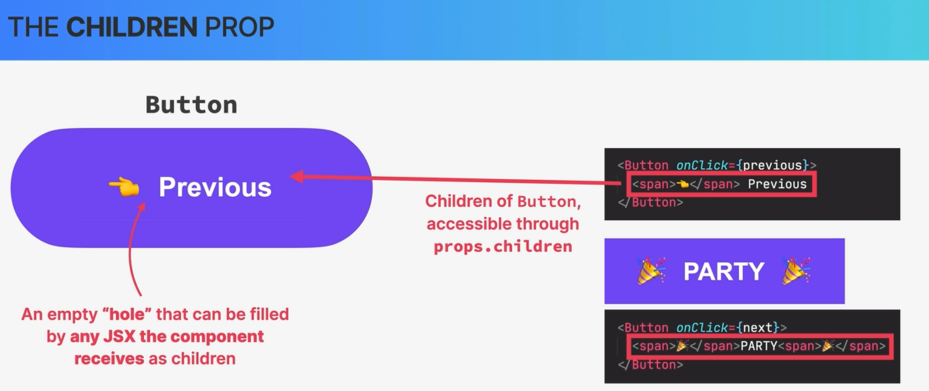 THE CHILDREN PROP
Button
👈 Previous
An empty “hole” that can be filled
by any JSX the component
receives as children
Children of Button,
accessible through
props.children
<Button onClick={previous}>
<span>👈</span> Previous
</Button>
🎉 PARTY 🎉
<Button onClick={next}>
<span>🎉</span>PARTY<span>🎉</span>
</Button>